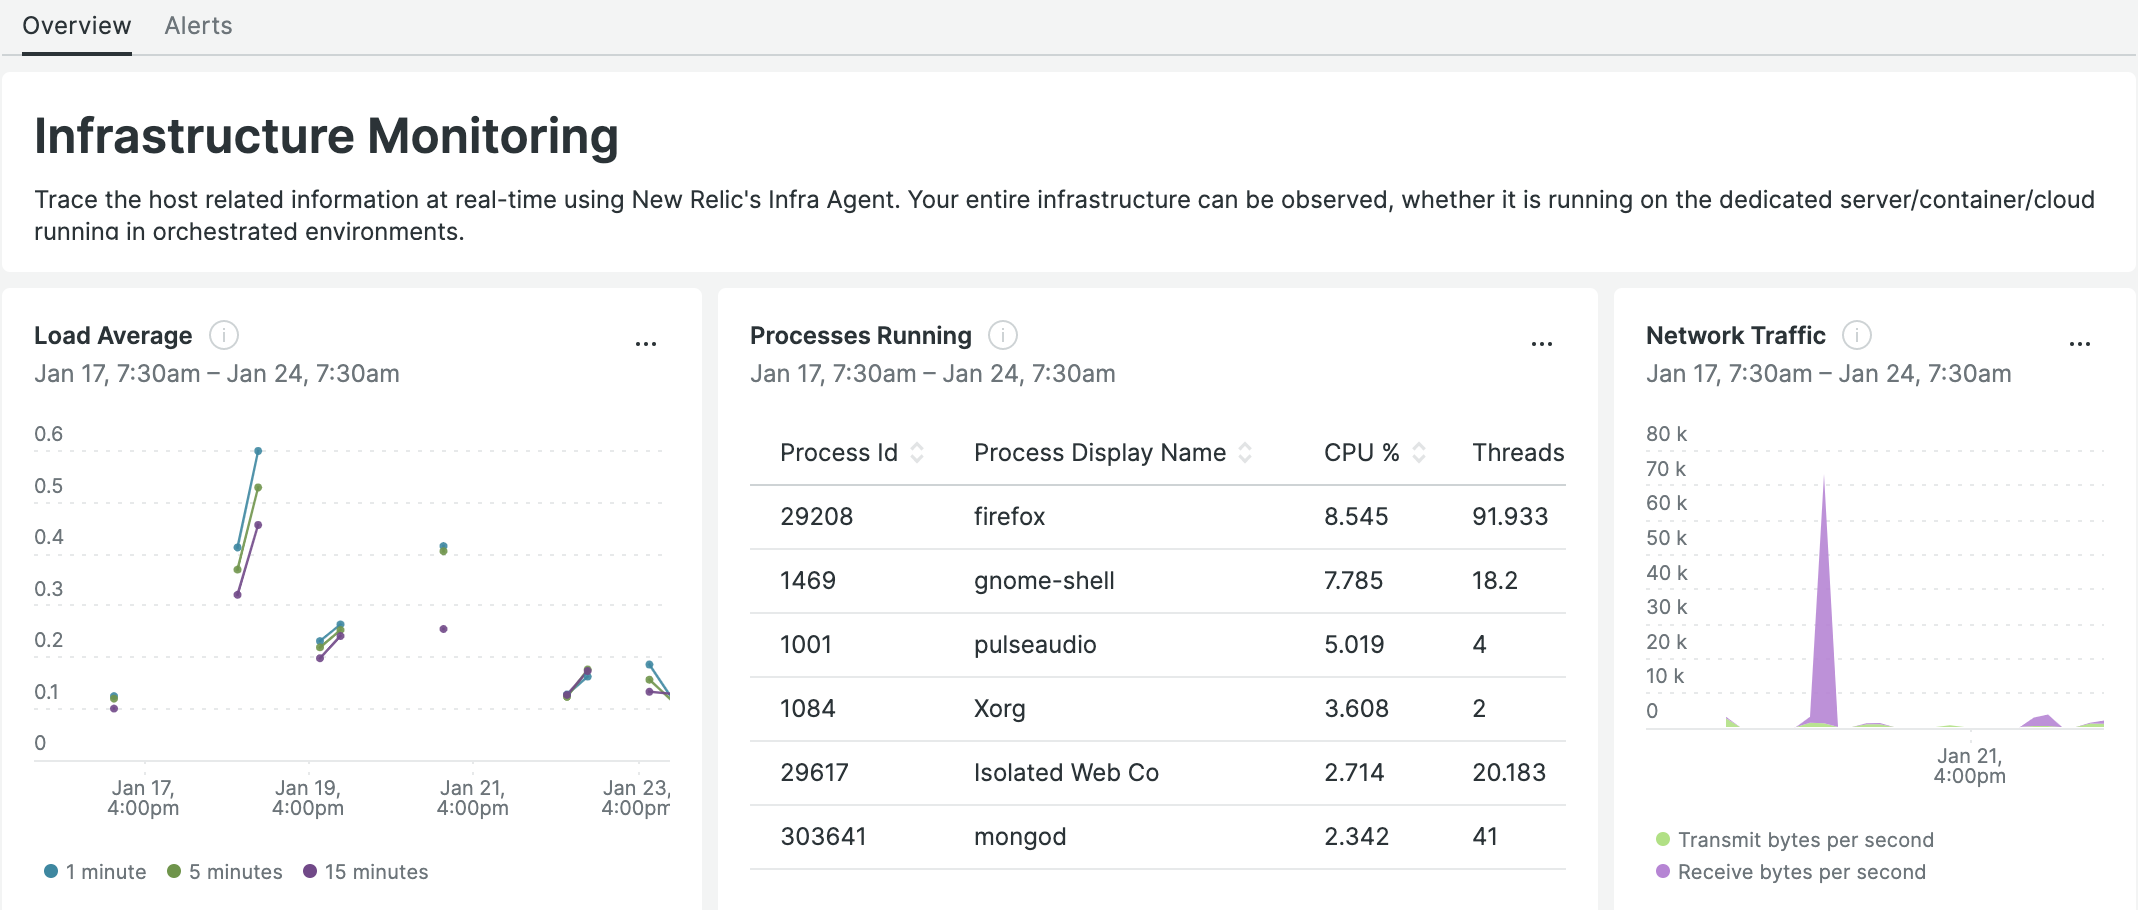 Overview Alerts
Infrastructure Monitoring
Trace the host related information at real-time using New Relic's Infra Agent. Your entire infrastructure can be observed, whether it is running on the dedicated server/container/cloud
running in orchestrated environments.
Load Average i ...
Jan 17, 7:30am – Jan 24, 7:30am
0.6
0.5
0.4
0.3
0.2
0.1
0
Jan 17, Jan 19, Jan 21, Jan 23,
4:00pm 4:00pm 4:00pm 4:00pm
1 minute 5 minutes 15 minutes
Processes Running i ...
Jan 17, 7:30am – Jan 24, 7:30am
Process Id Process Display Name CPU % Threads
29208 firefox 8.545 91.933
1469 gnome-shell 7.785 18.2
1001 pulseaudio 5.019 4
1084 Xorg 3.608 2
29617 Isolated Web Co 2.714 20.183
303641 mongod 2.342 41
Network Traffic i ...
Jan 17, 7:30am – Jan 24, 7:30am
80 k
70 k
60 k
50 k
40 k
30 k
20 k
10 k
0
Jan 21,
4:00pm
Transmit bytes per second
Receive bytes per second